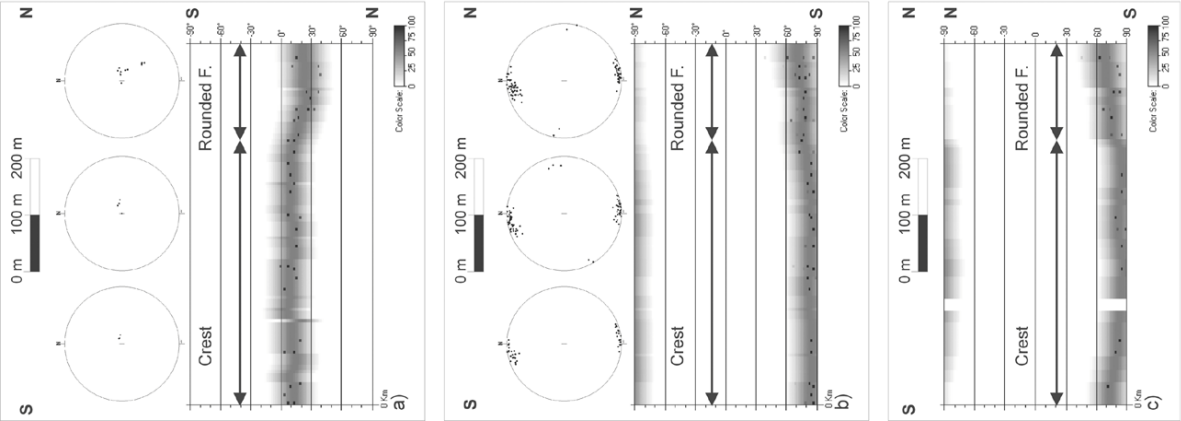 S 0 m 100 m 200 m N
N N N
S
-90°
-60°
-30°
0°
30°
60°
90°
N
Crest Rounded F.
0 Km
a) Color Scale: 0 25 50 75 100
S 0 m 100 m 200 m N
N N N
N
-90°
-60°
-30°
0°
30°
60°
90°
S
Crest Rounded F.
0 Km
b) Color Scale: 0 25 50 75 100
S 0 m 100 m 200 m N
N
-90
-60
-30
0
30
60
90
S
Crest Rounded F.
0 Km
c) Color Scale: 0 25 50 75 100